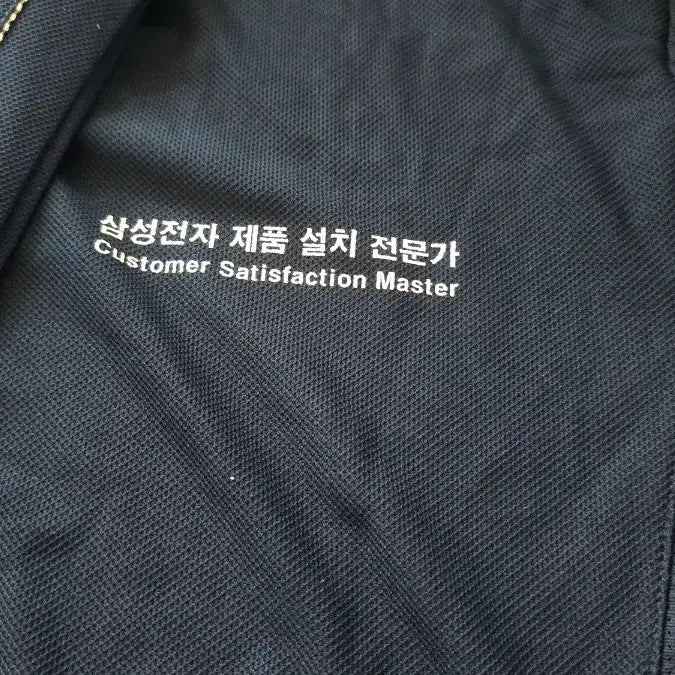 삼성전자 제품 설치 전문가
Customer Satisfaction Master